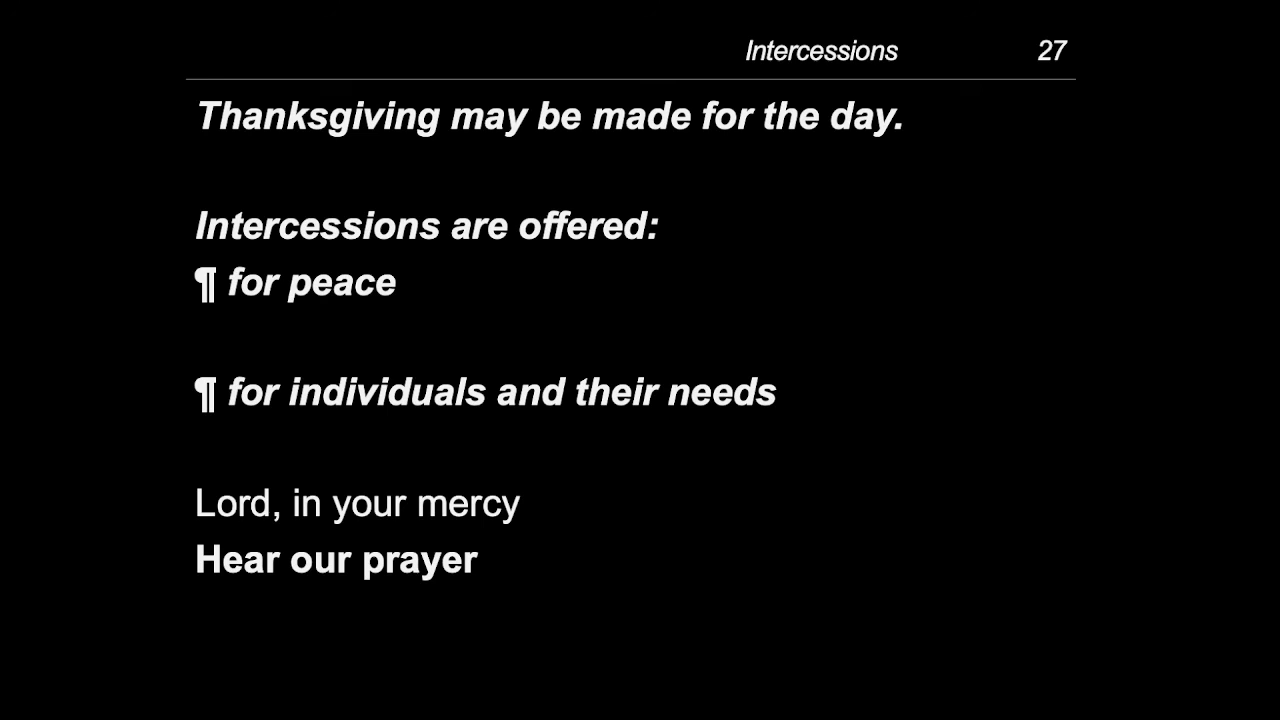 Intercessions 27
Thanksgiving may be made for the day.
Intercessions are offered:
¶ for peace
¶ for individuals and their needs
Lord, in your mercy
Hear our prayer